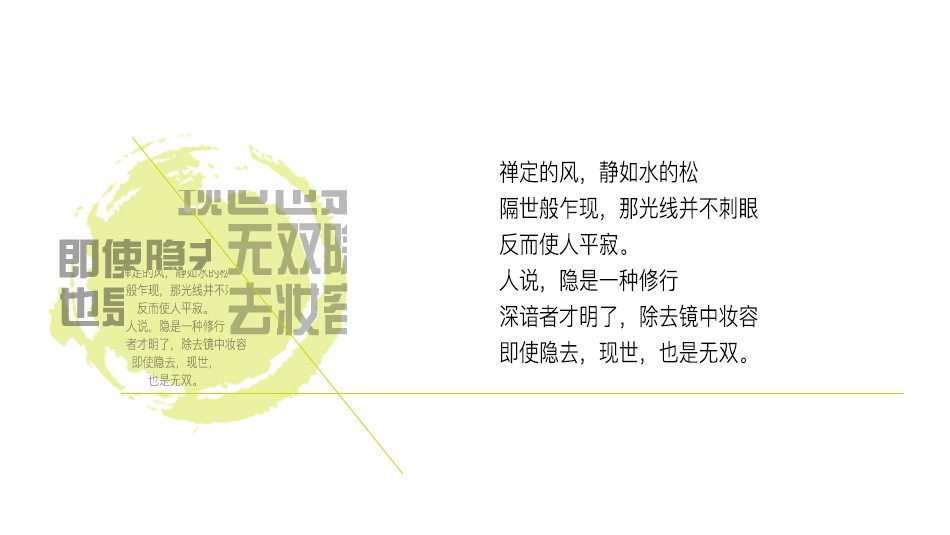 现世也
无双隐
去妆容
即使隐
也是
禅定的风，静如水的松
般乍现，那光线并不
反而使人平寂。
人说，隐是一种修行
者才明了，除去镜中妆容
即使隐去，现世，
也是无双。
禅定的风，静如水的松
隔世般乍现，那光线并不刺眼
反而使人平寂。
人说，隐是一种修行
深谙者才明了，除去镜中妆容
即使隐去，现世，也是无双。